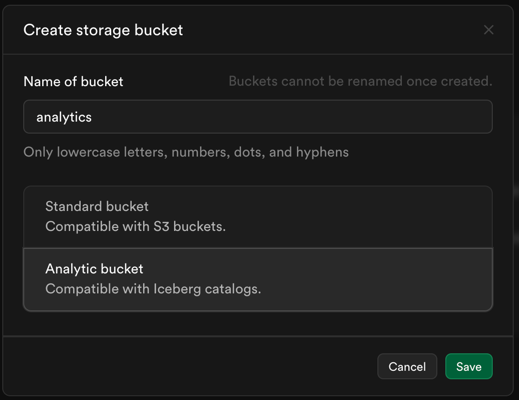 Create storage bucket
Name of bucket
Buckets cannot be renamed once created.
analytics
Only lowercase letters, numbers, dots, and hyphens
Standard bucket
Compatible with S3 buckets.
Analytic bucket
Compatible with Iceberg catalogs.
Cancel
Save